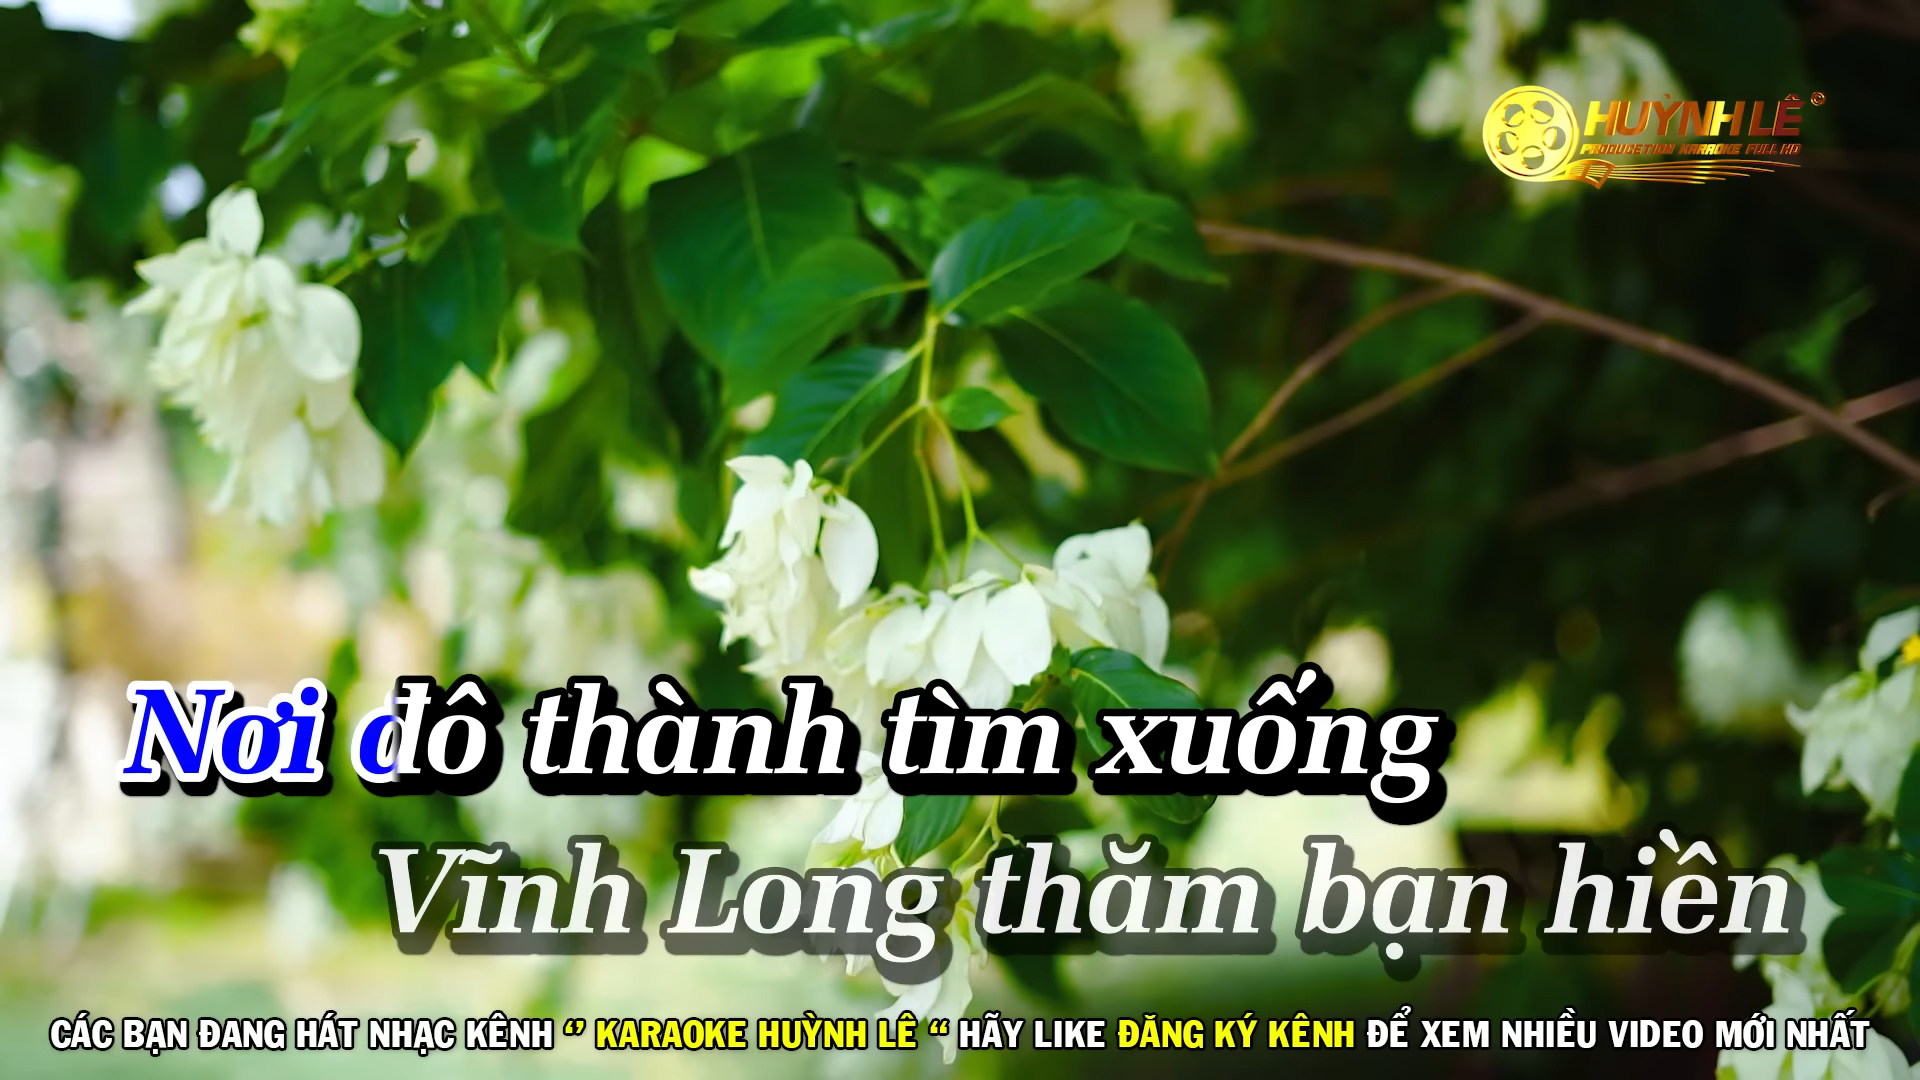 HUỲNH LÊ ©
PRODUCETION KARAOKE FULL HD
Nơi đô thành tìm xuống
Vĩnh Long thăm bạn hiền
CÁC BẠN ĐANG HÁT NHẠC KÊNH ‘’ KARAOKE HUỲNH LÊ “ HÃY LIKE ĐĂNG KÝ KÊNH ĐỂ XEM NHIỀU VIDEO MỚI NHẤT